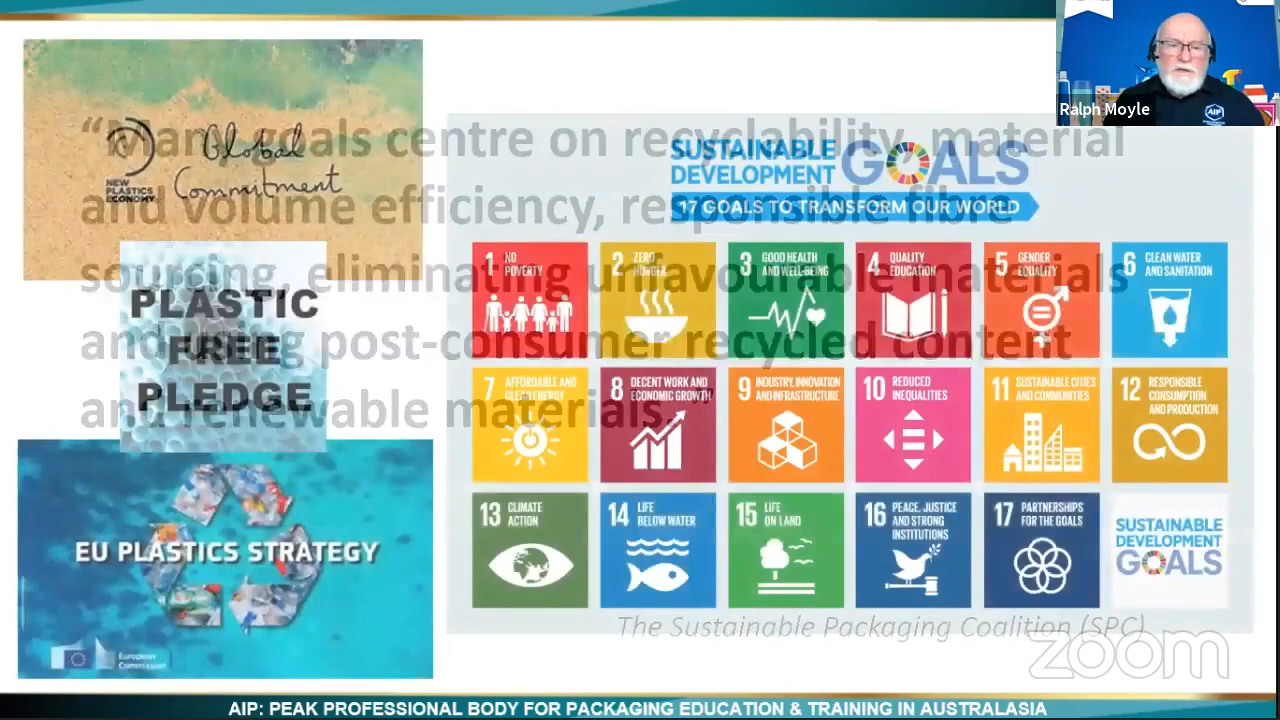 Ralph Moyle
AIP
Global
Commitment
NEW
PLASTICS
ECONOMY
“Many goals centre on recyclability, material
and volume efficiency, responsible fibre
sourcing, eliminating unfavourable materials
and using post-consumer recycled content
and renewable materials.”
The Sustainable Packaging Coalition (SPC)
PLASTIC
FREE
PLEDGE
EU PLASTICS STRATEGY
European
Commission
SUSTAINABLE
DEVELOPMENT
GOALS
17 GOALS TO TRANSFORM OUR WORLD
1 NO
POVERTY
2 ZERO
HUNGER
3 GOOD HEALTH
AND WELL-BEING
4 QUALITY
EDUCATION
5 GENDER
EQUALITY
6 CLEAN WATER
AND SANITATION
7 AFFORDABLE AND
CLEAN ENERGY
8 DECENT WORK AND
ECONOMIC GROWTH
9 INDUSTRY, INNOVATION
AND INFRASTRUCTURE
10 REDUCED
INEQUALITIES
11 SUSTAINABLE CITIES
AND COMMUNITIES
12 RESPONSIBLE
CONSUMPTION
AND PRODUCTION
13 CLIMATE
ACTION
14 LIFE
BELOW WATER
15 LIFE
ON LAND
16 PEACE, JUSTICE
AND STRONG
INSTITUTIONS
17 PARTNERSHIPS
FOR THE GOALS
SUSTAINABLE
DEVELOPMENT
GOALS
zoom
AIP: PEAK PROFESSIONAL BODY FOR PACKAGING EDUCATION & TRAINING IN AUSTRALASIA